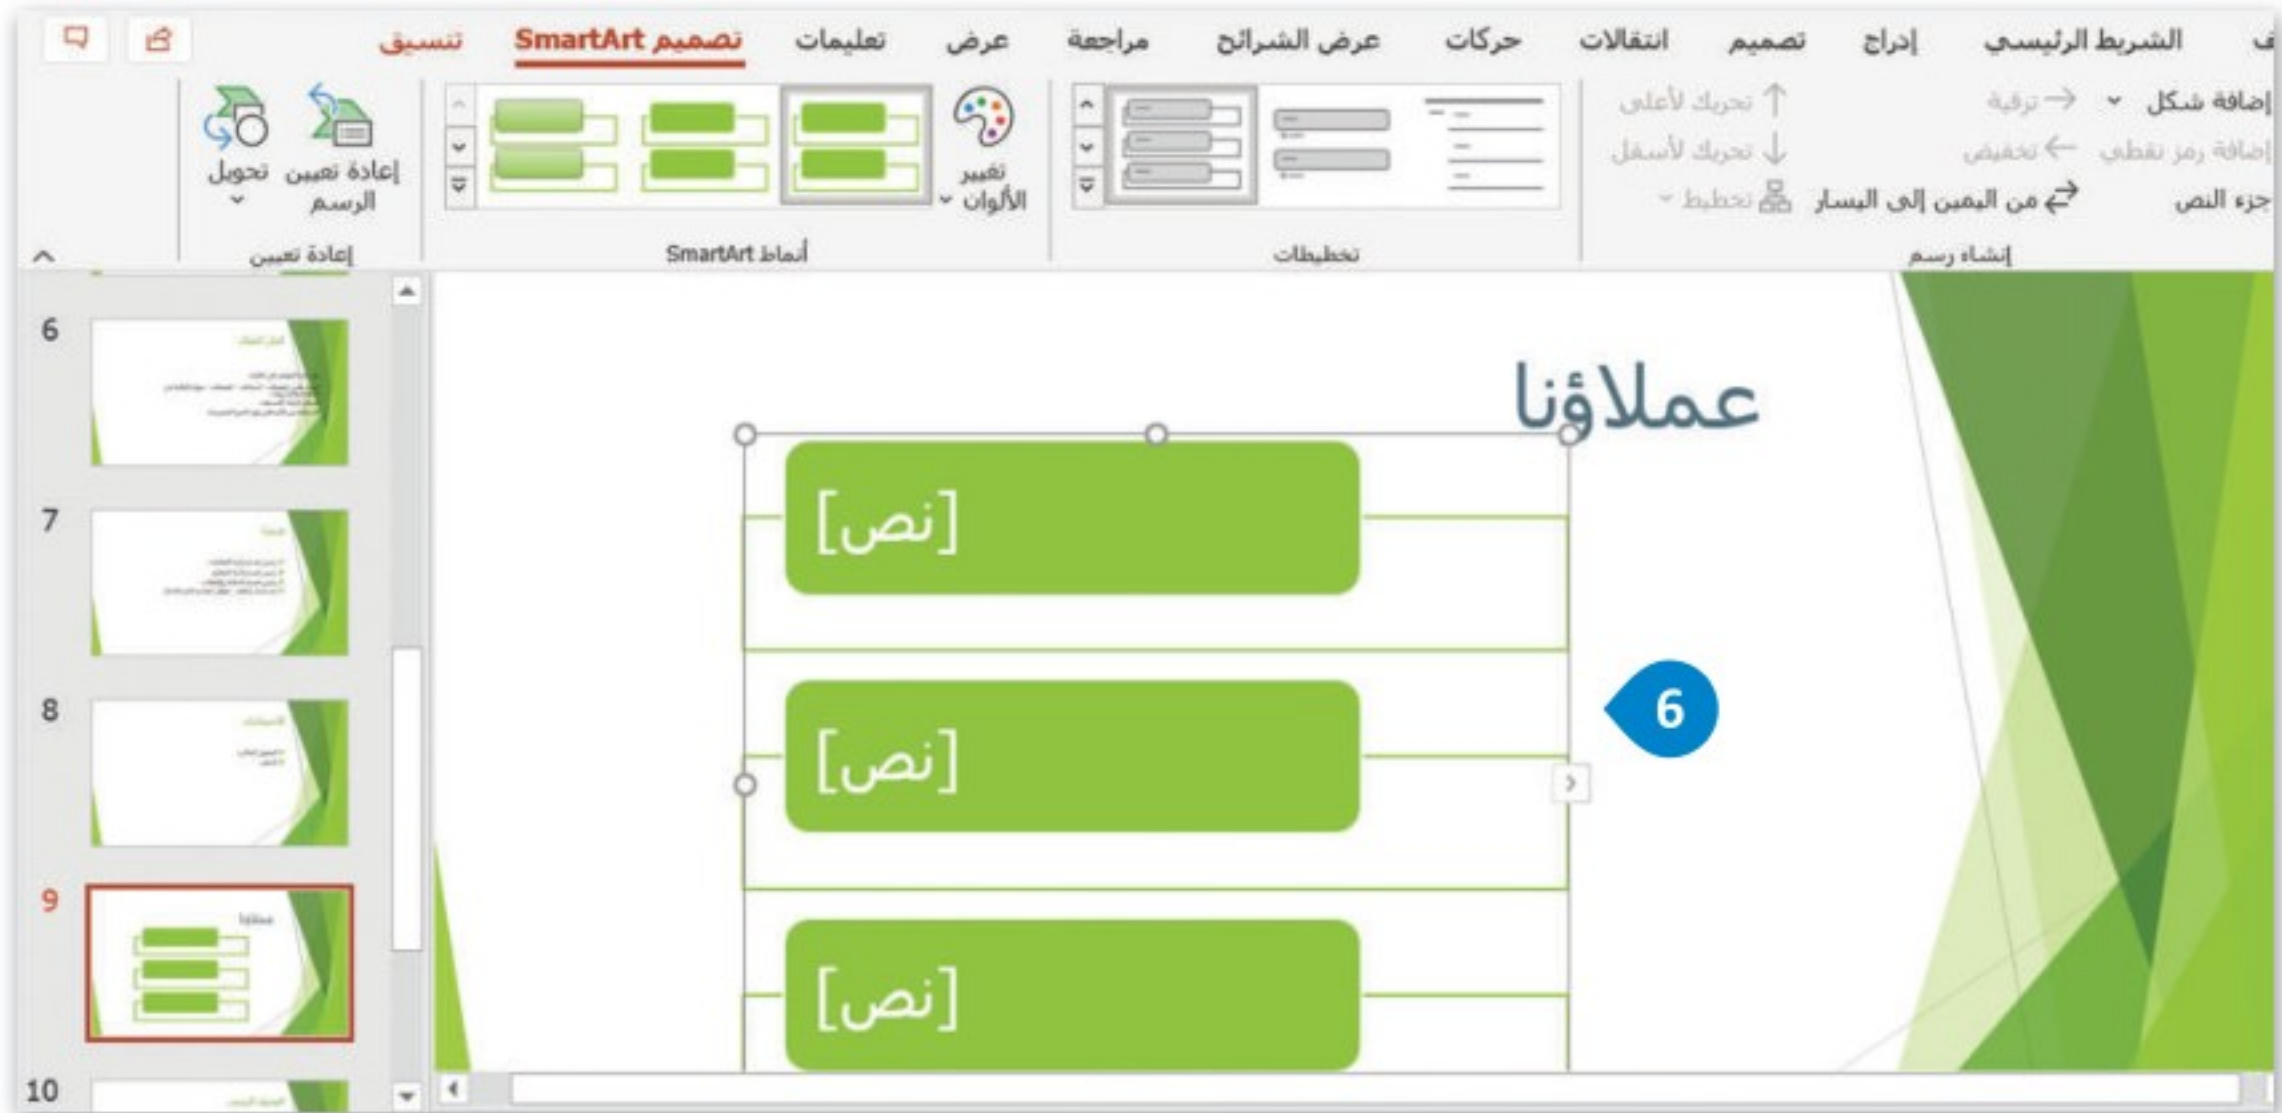 الشريط الرئيسي إدراج تصميم انتقالات حركات عرض الشرائح مراجعة عرض تعليمات تصميم SmartArt تنسيق
إضافة شكل ترقية تحريك لأعلى
إضافة رمز نقطي تخفيض تحريك لأسفل
جزء النص من اليمين إلى اليسار تخطيط
إنشاء رسم
تخطيطات
تغيير
الألوان
أنماط SmartArt
إعادة تعيين
الرسم
تحويل
إعادة تعيين
عملاؤنا
[نص]
[نص]
[نص]
6
6
7
8
9
عملاؤنا
10